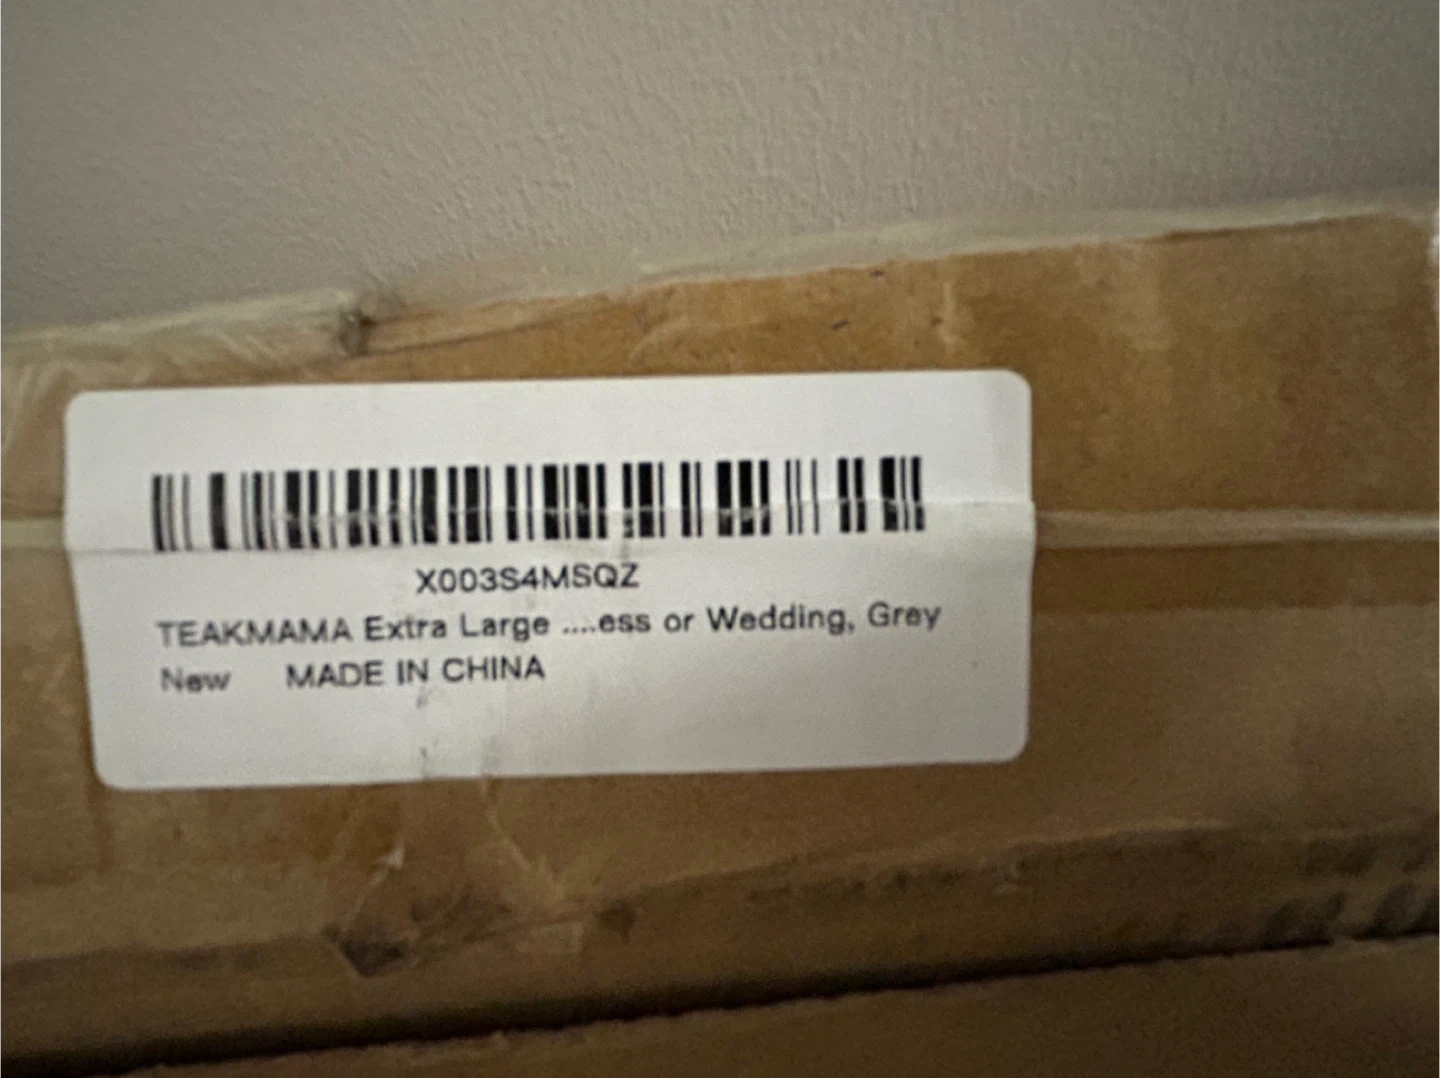 X003S4MSQZ
TEAKMAMA Extra Large ....ess or Wedding, Grey
New MADE IN CHINA